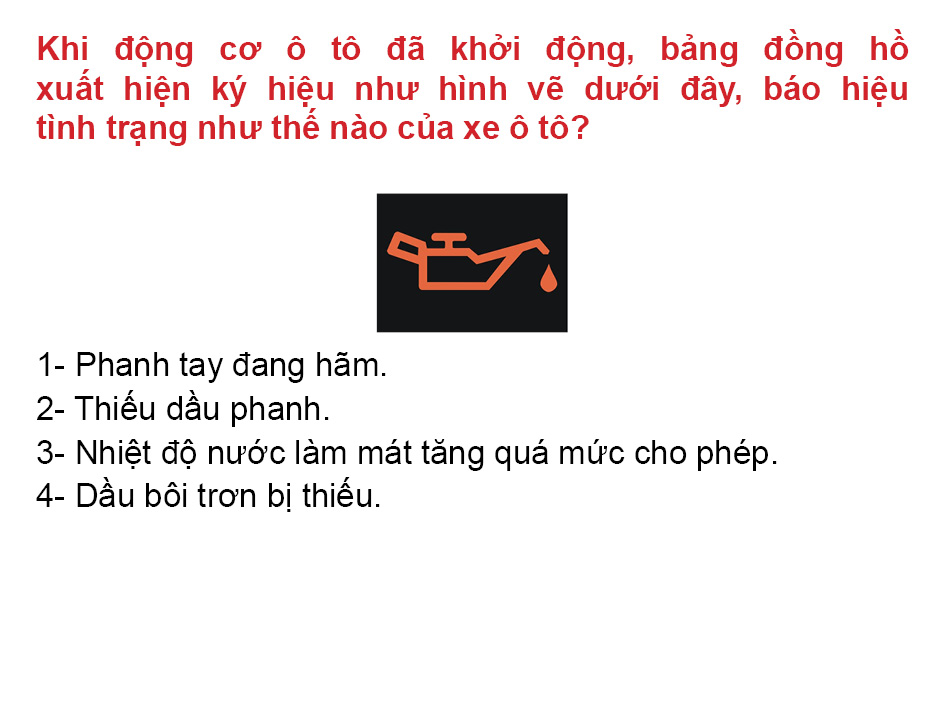 Khi động cơ ô tô đã khởi động, bảng đồng hồ
xuất hiện ký hiệu như hình vẽ dưới đây, báo hiệu
tình trạng như thế nào của xe ô tô?
1- Phanh tay đang hãm.
2- Thiếu dầu phanh.
3- Nhiệt độ nước làm mát tăng quá mức cho phép.
4- Dầu bôi trơn bị thiếu.